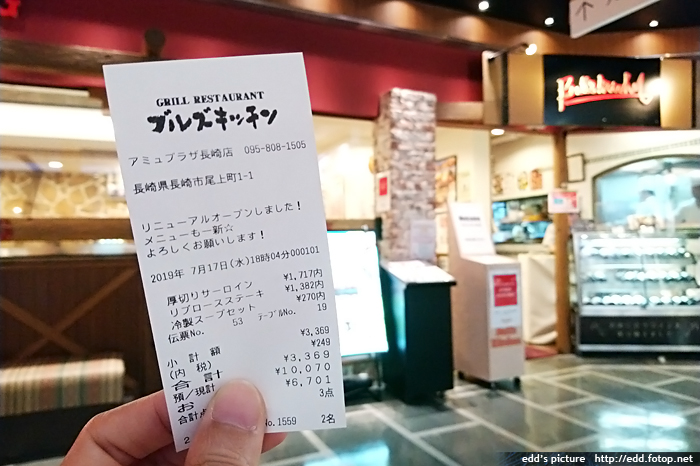 GRILL RESTAURANT
ブルズキッチン
アミュプラザ長崎店 095-808-1505
長崎県長崎市尾上町1-1
リニューアルオープンしました!
メニューも一新☆
よろしくお願いします!
2019年 7月17日(水)18時04分000101
厚切リサーロイン ¥1,717内
リブロースステーキ ¥1,382内
冷製スープセット ¥270内
伝票No. 53 テーブルNo. 19
小 計 額 ¥3,369
(内 税) ¥249
合 計 ¥3,369
預/現計 ¥10,070
お ¥6,701
合計点 3点
No.1559 2名
edd's picture http://edd.fotop.net